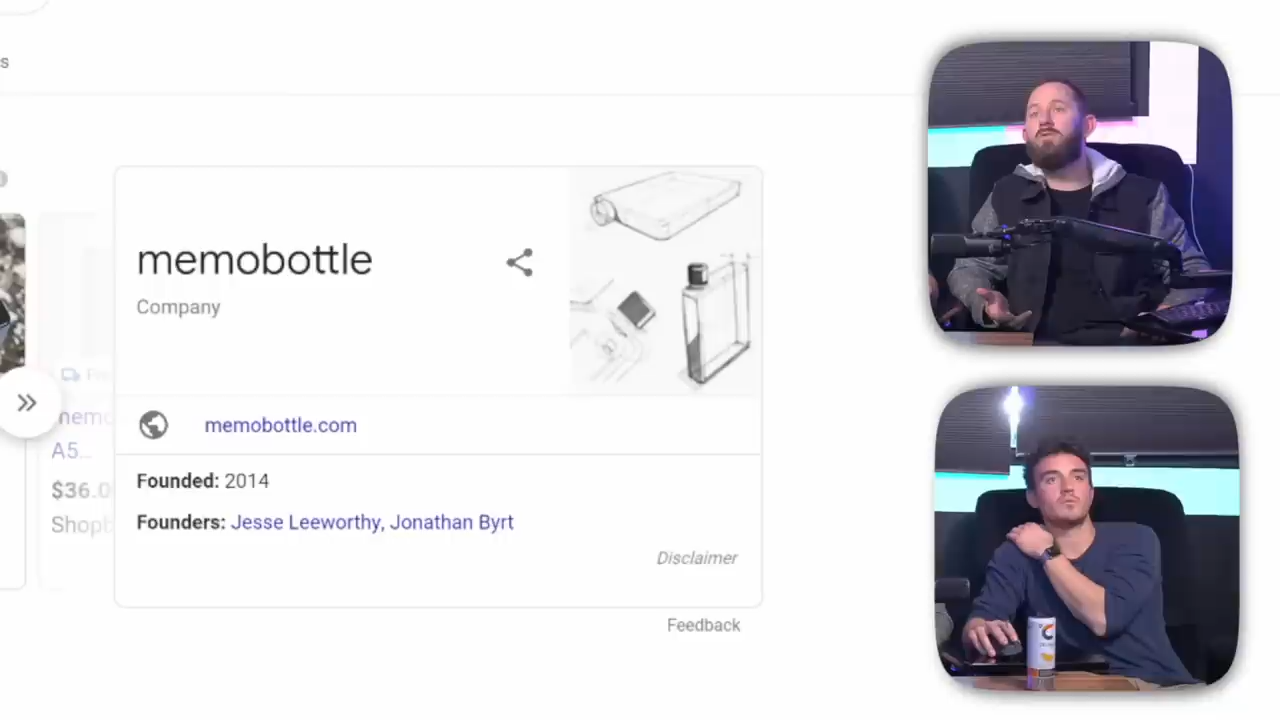 s
memobottle
Company
memobottle.com
A5...
$36.0
Founded: 2014
Founders: Jesse Leeworthy, Jonathan Byrt
Disclaimer
Feedback